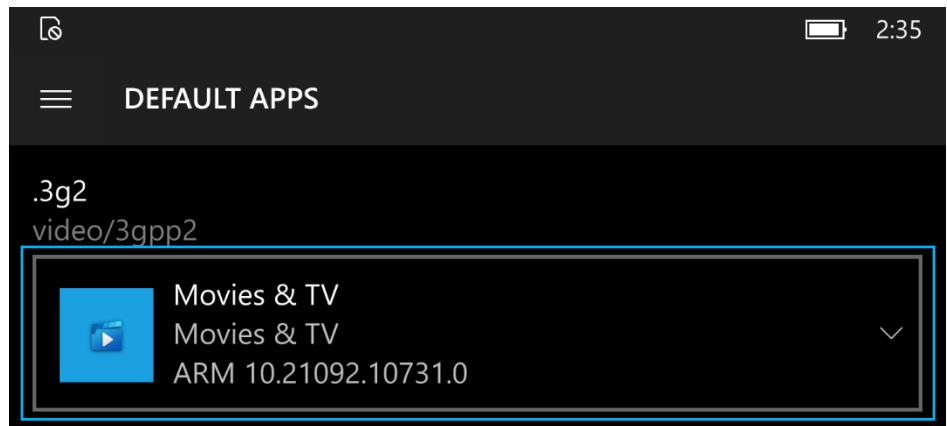 2:35
DEFAULT APPS
.3g2
video/3gpp2
Movies & TV
Movies & TV
ARM 10.21092.10731.0